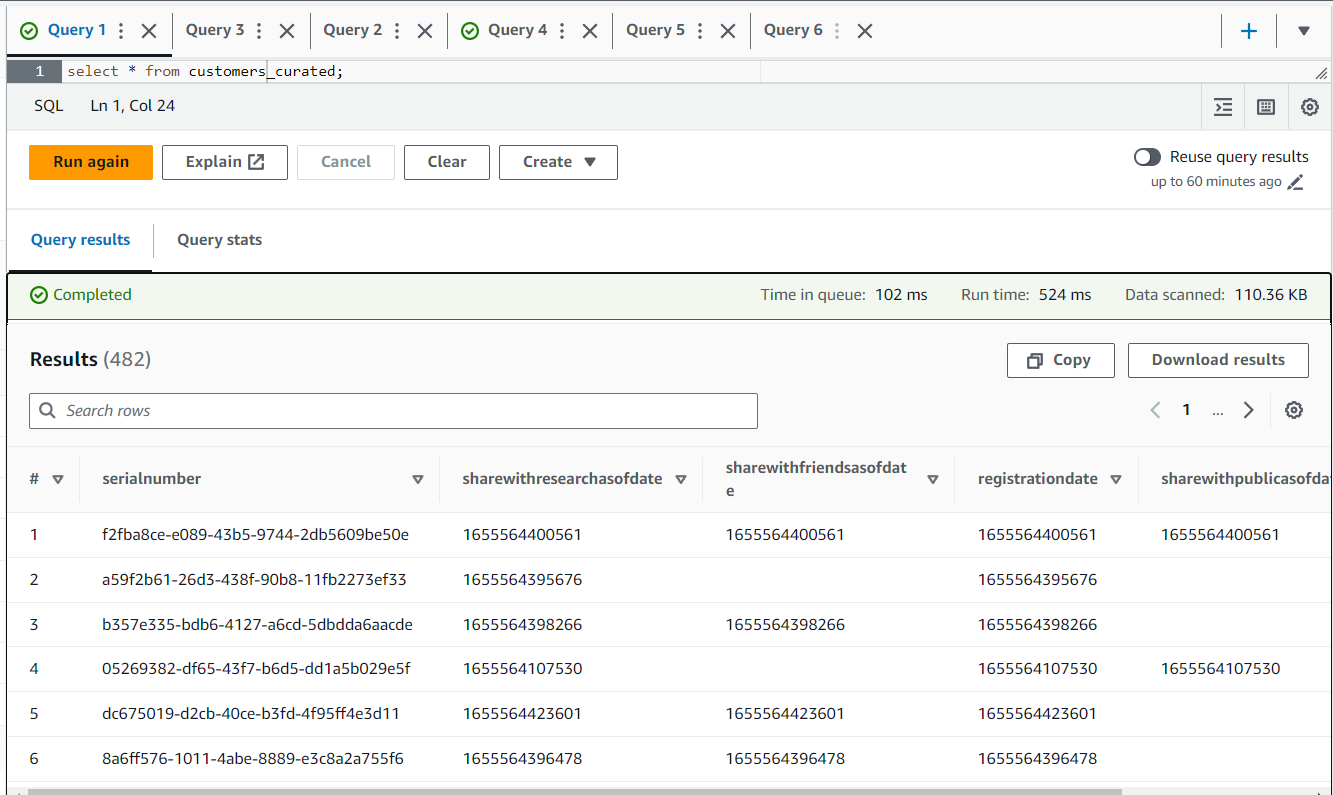 Query 1 Query 3 Query 2 Query 4 Query 5 Query 6
1 select * from customers_curated;
SQL Ln 1, Col 24
Run again Explain Cancel Clear Create Reuse query results
up to 60 minutes ago
Query results Query stats
Completed Time in queue: 102 ms Run time: 524 ms Data scanned: 110.36 KB
Results (482) Copy Download results
Search rows 1 ...
# serialnumber sharewithresearchasofdate sharewithfriendsasofdat
e registrationdate sharewithpublicasofda
1 f2fba8ce-e089-43b5-9744-2db5609be50e 1655564400561 1655564400561 1655564400561 1655564400561
2 a59f2b61-26d3-438f-90b8-11fb2273ef33 1655564395676 1655564395676
3 b357e335-bdb6-4127-a6cd-5dbdda6aacde 1655564398266 1655564398266 1655564398266
4 05269382-df65-43f7-b6d5-dd1a5b029e5f 1655564107530 1655564107530 1655564107530
5 dc675019-d2cb-40ce-b3fd-4f95ff4e3d11 1655564423601 1655564423601 1655564423601
6 8a6ff576-1011-4abe-8889-e3c8a2a755f6 1655564396478 1655564396478 1655564396478